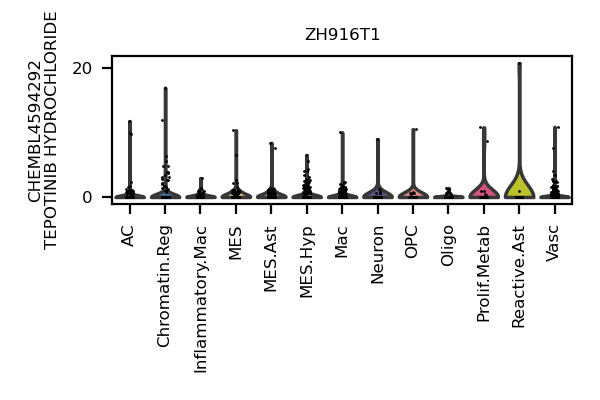 ZH916T1
CHEMBL4594292
TEPOTINIB HYDROCHLORIDE
20
0
AC
Chromatin.Reg
Inflammatory.Mac
MES
MES.Ast
MES.Hyp
Mac
Neuron
OPC
Oligo
Prolif.Metab
Reactive.Ast
Vasc